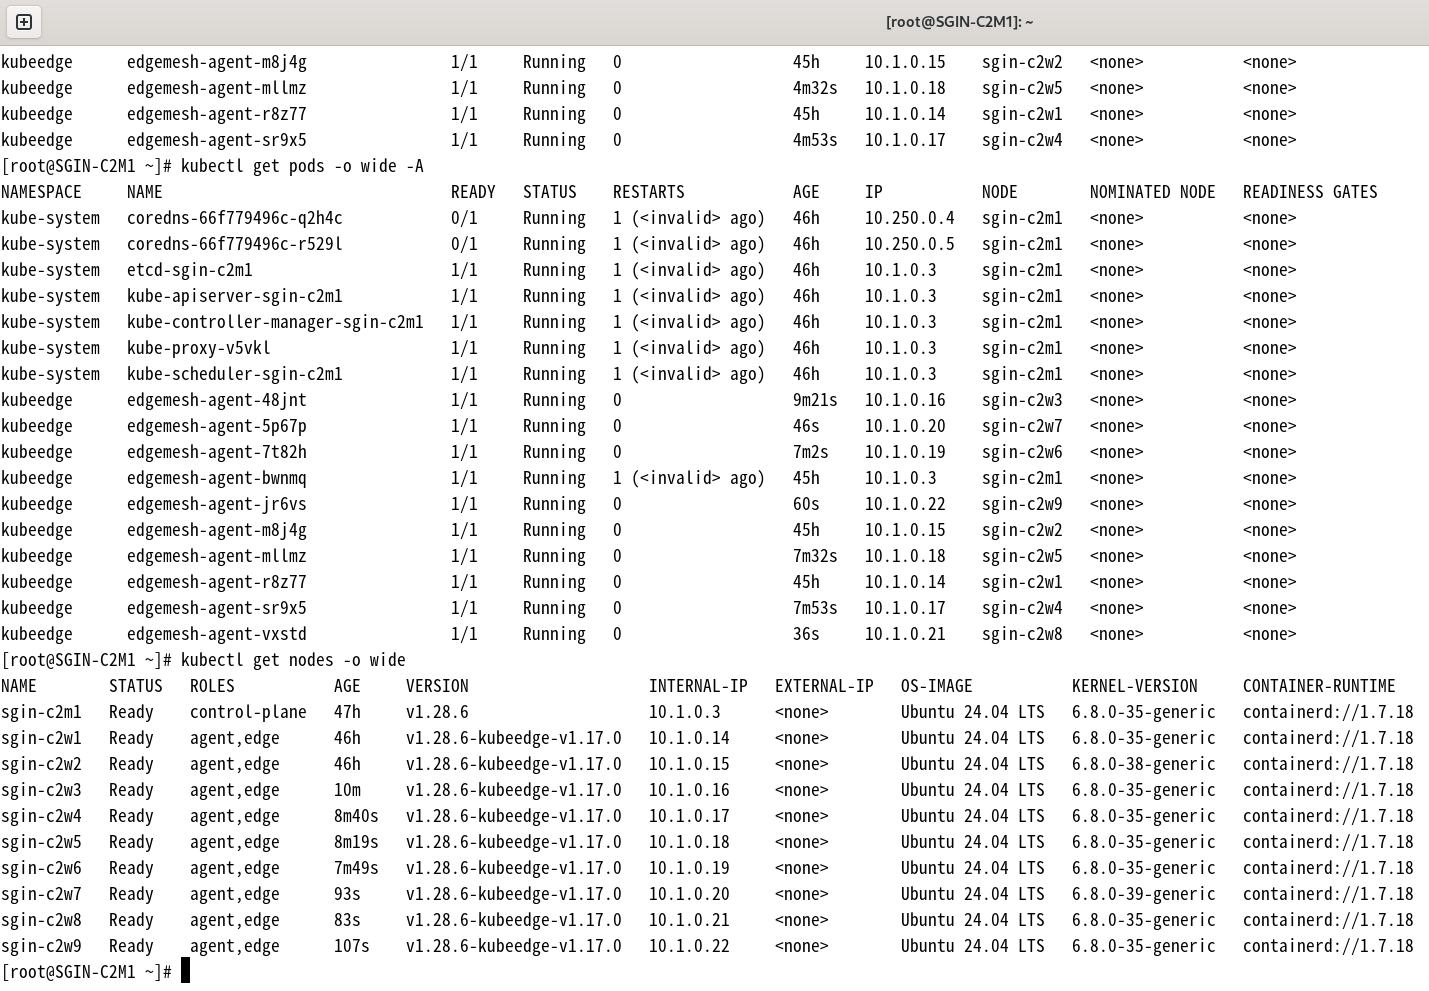 [root@SGIN-C2M1]: ~
kubeedge edgemesh-agent-m8j4g 1/1 Running 0 45h 10.1.0.15 sgin-c2w2 <none> <none>
kubeedge edgemesh-agent-mllmz 1/1 Running 0 4m32s 10.1.0.18 sgin-c2w5 <none> <none>
kubeedge edgemesh-agent-r8z77 1/1 Running 0 45h 10.1.0.14 sgin-c2w1 <none> <none>
kubeedge edgemesh-agent-sr9x5 1/1 Running 0 4m53s 10.1.0.17 sgin-c2w4 <none> <none>
[root@SGIN-C2M1 ~]# kubectl get pods -o wide -A
NAMESPACE NAME READY STATUS RESTARTS AGE IP NODE NOMINATED NODE READINESS GATES
kube-system coredns-66f779496c-q2h4c 0/1 Running 1 (<invalid> ago) 46h 10.250.0.4 sgin-c2m1 <none> <none>
kube-system coredns-66f779496c-r529l 0/1 Running 1 (<invalid> ago) 46h 10.250.0.5 sgin-c2m1 <none> <none>
kube-system etcd-sgin-c2m1 1/1 Running 1 (<invalid> ago) 46h 10.1.0.3 sgin-c2m1 <none> <none>
kube-system kube-apiserver-sgin-c2m1 1/1 Running 1 (<invalid> ago) 46h 10.1.0.3 sgin-c2m1 <none> <none>
kube-system kube-controller-manager-sgin-c2m1 1/1 Running 1 (<invalid> ago) 46h 10.1.0.3 sgin-c2m1 <none> <none>
kube-system kube-proxy-v5vkl 1/1 Running 1 (<invalid> ago) 46h 10.1.0.3 sgin-c2m1 <none> <none>
kube-system kube-scheduler-sgin-c2m1 1/1 Running 1 (<invalid> ago) 46h 10.1.0.3 sgin-c2m1 <none> <none>
kubeedge edgemesh-agent-48jnt 1/1 Running 0 9m21s 10.1.0.16 sgin-c2w3 <none> <none>
kubeedge edgemesh-agent-5p67p 1/1 Running 0 46s 10.1.0.20 sgin-c2w7 <none> <none>
kubeedge edgemesh-agent-7t82h 1/1 Running 0 7m2s 10.1.0.19 sgin-c2w6 <none> <none>
kubeedge edgemesh-agent-bwnmq 1/1 Running 1 (<invalid> ago) 45h 10.1.0.3 sgin-c2m1 <none> <none>
kubeedge edgemesh-agent-jr6vs 1/1 Running 0 60s 10.1.0.22 sgin-c2w9 <none> <none>
kubeedge edgemesh-agent-m8j4g 1/1 Running 0 45h 10.1.0.15 sgin-c2w2 <none> <none>
kubeedge edgemesh-agent-mllmz 1/1 Running 0 7m32s 10.1.0.18 sgin-c2w5 <none> <none>
kubeedge edgemesh-agent-r8z77 1/1 Running 0 45h 10.1.0.14 sgin-c2w1 <none> <none>
kubeedge edgemesh-agent-sr9x5 1/1 Running 0 7m53s 10.1.0.17 sgin-c2w4 <none> <none>
kubeedge edgemesh-agent-vxstd 1/1 Running 0 36s 10.1.0.21 sgin-c2w8 <none> <none>
[root@SGIN-C2M1 ~]# kubectl get nodes -o wide
NAME STATUS ROLES AGE VERSION INTERNAL-IP EXTERNAL-IP OS-IMAGE KERNEL-VERSION CONTAINER-RUNTIME
sgin-c2m1 Ready control-plane 47h v1.28.6 10.1.0.3 <none> Ubuntu 24.04 LTS 6.8.0-35-generic containerd://1.7.18
sgin-c2w1 Ready agent,edge 46h v1.28.6-kubeedge-v1.17.0 10.1.0.14 <none> Ubuntu 24.04 LTS 6.8.0-35-generic containerd://1.7.18
sgin-c2w2 Ready agent,edge 46h v1.28.6-kubeedge-v1.17.0 10.1.0.15 <none> Ubuntu 24.04 LTS 6.8.0-38-generic containerd://1.7.18
sgin-c2w3 Ready agent,edge 10m v1.28.6-kubeedge-v1.17.0 10.1.0.16 <none> Ubuntu 24.04 LTS 6.8.0-35-generic containerd://1.7.18
sgin-c2w4 Ready agent,edge 8m40s v1.28.6-kubeedge-v1.17.0 10.1.0.17 <none> Ubuntu 24.04 LTS 6.8.0-35-generic containerd://1.7.18
sgin-c2w5 Ready agent,edge 8m19s v1.28.6-kubeedge-v1.17.0 10.1.0.18 <none> Ubuntu 24.04 LTS 6.8.0-35-generic containerd://1.7.18
sgin-c2w6 Ready agent,edge 7m49s v1.28.6-kubeedge-v1.17.0 10.1.0.19 <none> Ubuntu 24.04 LTS 6.8.0-35-generic containerd://1.7.18
sgin-c2w7 Ready agent,edge 93s v1.28.6-kubeedge-v1.17.0 10.1.0.20 <none> Ubuntu 24.04 LTS 6.8.0-39-generic containerd://1.7.18
sgin-c2w8 Ready agent,edge 83s v1.28.6-kubeedge-v1.17.0 10.1.0.21 <none> Ubuntu 24.04 LTS 6.8.0-35-generic containerd://1.7.18
sgin-c2w9 Ready agent,edge 107s v1.28.6-kubeedge-v1.17.0 10.1.0.22 <none> Ubuntu 24.04 LTS 6.8.0-35-generic containerd://1.7.18
[root@SGIN-C2M1 ~]#